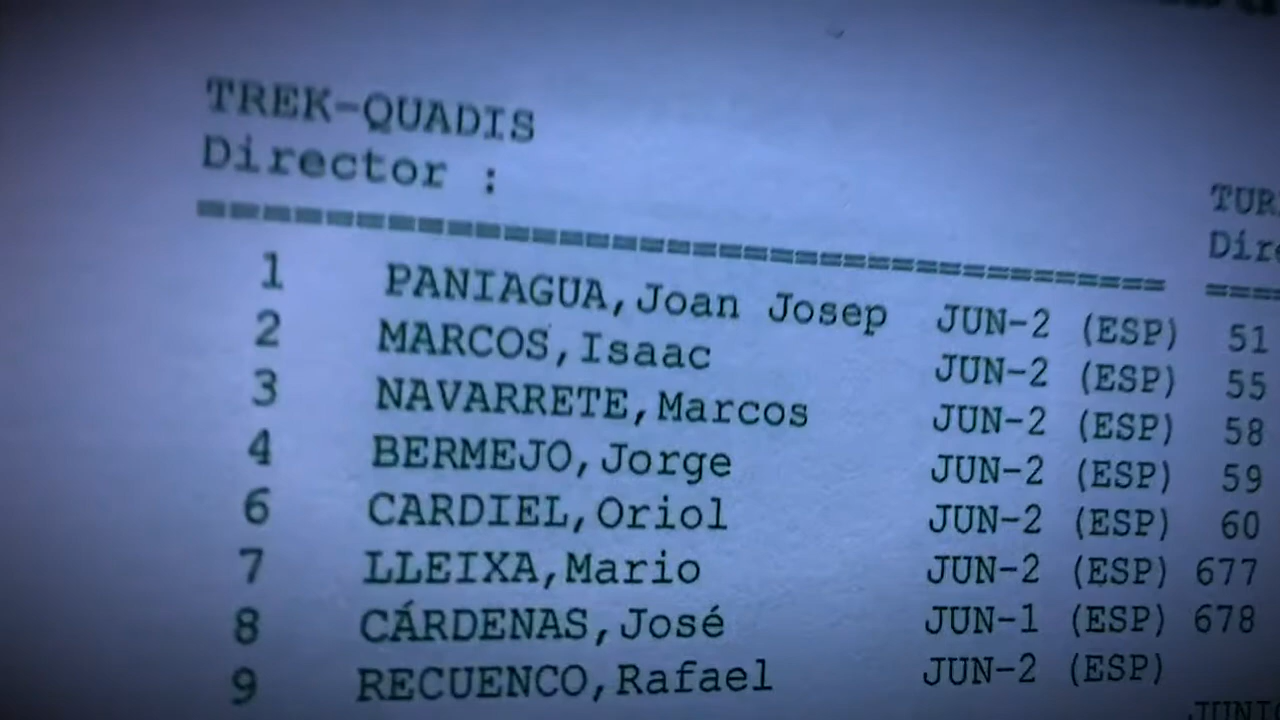 TREK-QUADIS
Director :
==============================================
1 PANIAGUA,Joan Josep JUN-2 (ESP)
2 MARCOS,Isaac JUN-2 (ESP)
3 NAVARRETE,Marcos JUN-2 (ESP)
4 BERMEJO,Jorge JUN-2 (ESP)
6 CARDIEL,Oriol JUN-2 (ESP)
7 LLEIXA,Mario JUN-2 (ESP)
8 CÁRDENAS,José JUN-1 (ESP)
9 RECUENCO,Rafael JUN-2 (ESP)
TUR
Dire
====
51
55
58
59
60
677
678
JUNI